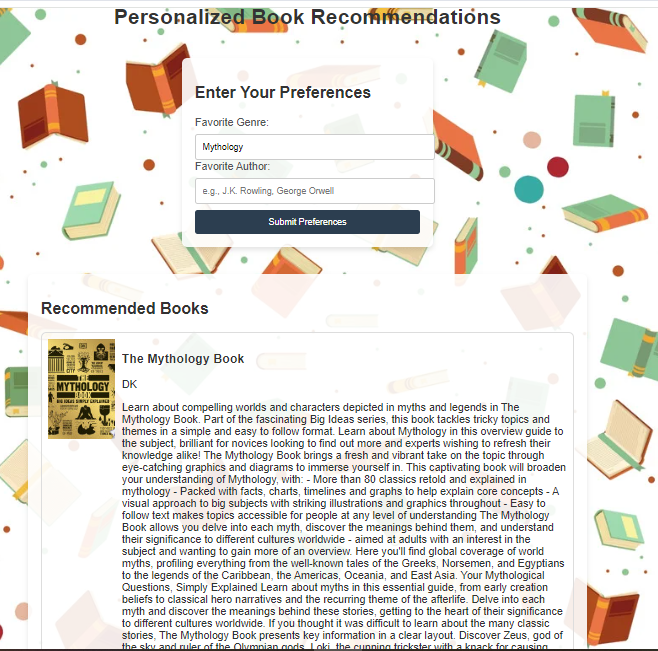 Personalized Book Recommendations
Enter Your Preferences
Favorite Genre:
Mythology
Favorite Author:
e.g., J.K. Rowling, George Orwell
Submit Preferences
Recommended Books
THE
MYTHOLOGY
BOOK
BIG IDEAS SIMPLY EXPLAINED
The Mythology Book
DK
Learn about compelling worlds and characters depicted in myths and legends in The
Mythology Book. Part of the fascinating Big Ideas series, this book tackles tricky topics and
themes in a simple and easy to follow format. Learn about Mythology in this overview guide to
the subject, brilliant for novices looking to find out more and experts wishing to refresh their
knowledge alike! The Mythology Book brings a fresh and vibrant take on the topic through
eye-catching graphics and diagrams to immerse yourself in. This captivating book will broaden
your understanding of Mythology, with: - More than 80 classics retold and explained in
mythology - Packed with facts, charts, timelines and graphs to help explain core concepts - A
visual approach to big subjects with striking illustrations and graphics throughout - Easy to
follow text makes topics accessible for people at any level of understanding The Mythology
Book allows you delve into each myth, discover the meanings behind them, and understand
their significance to different cultures worldwide - aimed at adults with an interest in the
subject and wanting to gain more of an overview. Here you'll find global coverage of world
myths, profiling everything from the well-known tales of the Greeks, Norsemen, and Egyptians
to the legends of the Caribbean, the Americas, Oceania, and East Asia. Your Mythological
Questions, Simply Explained Learn about myths in this essential guide, from early creation
beliefs to classical hero narratives and the recurring theme of the afterlife. Delve into each
myth and discover the meanings behind these stories, getting to the heart of their significance
to different cultures worldwide. If you thought it was difficult to learn about the many classic
stories, The Mythology Book presents key information in a clear layout. Discover Zeus, god of
the sky and ruler of the Olympian gods, Loki, the cunning trickster with a knack for causing